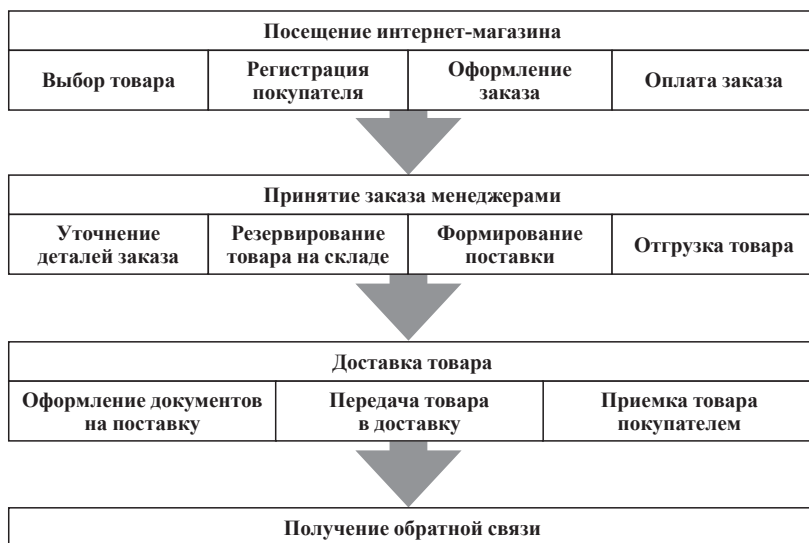 Посещение интернет-магазина
Выбор товара
Регистрация
покупателя
Оформление
заказа
Оплата заказа
Принятие заказа менеджерами
Уточнение
деталей заказа
Резервирование
товара на складе
Формирование
поставки
Отгрузка товара
Доставка товара
Оформление документов
на поставку
Передача товара
в доставку
Приемка товара
покупателем
Получение обратной связи